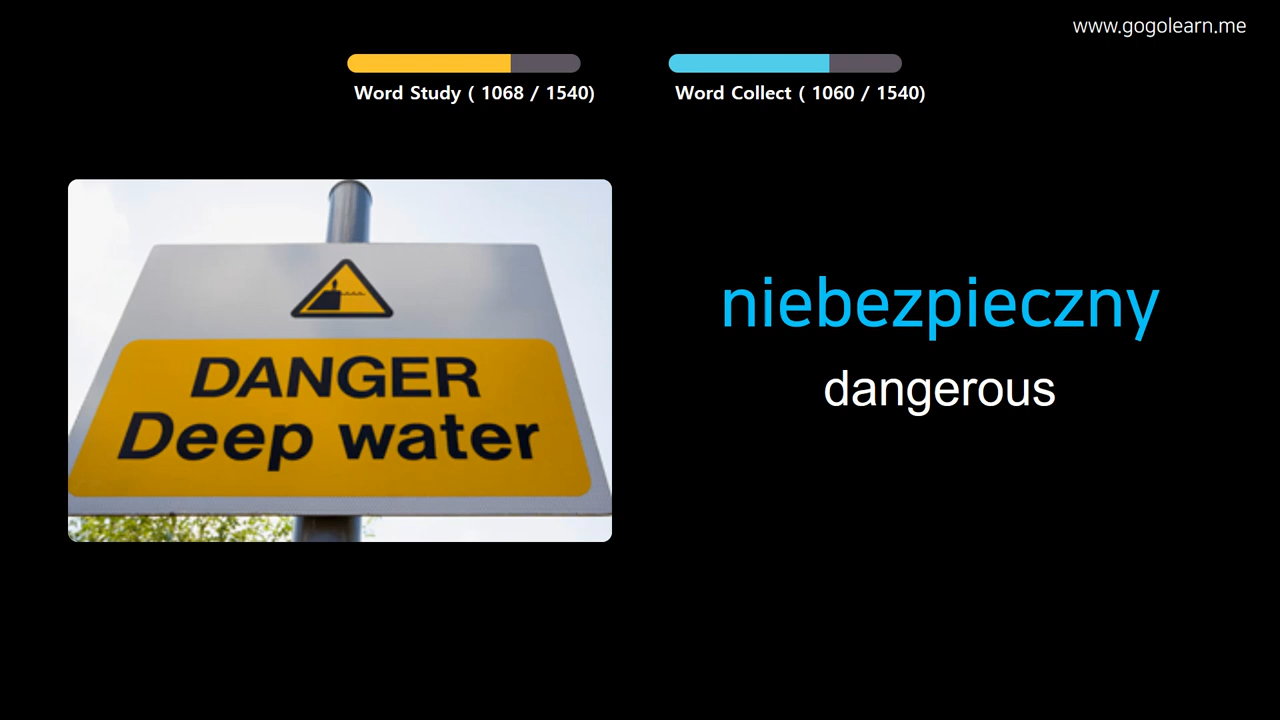 www.gogolearn.me
Word Study ( 1068 / 1540)
Word Collect ( 1060 / 1540)
DANGER
Deep water
niebezpieczny
dangerous